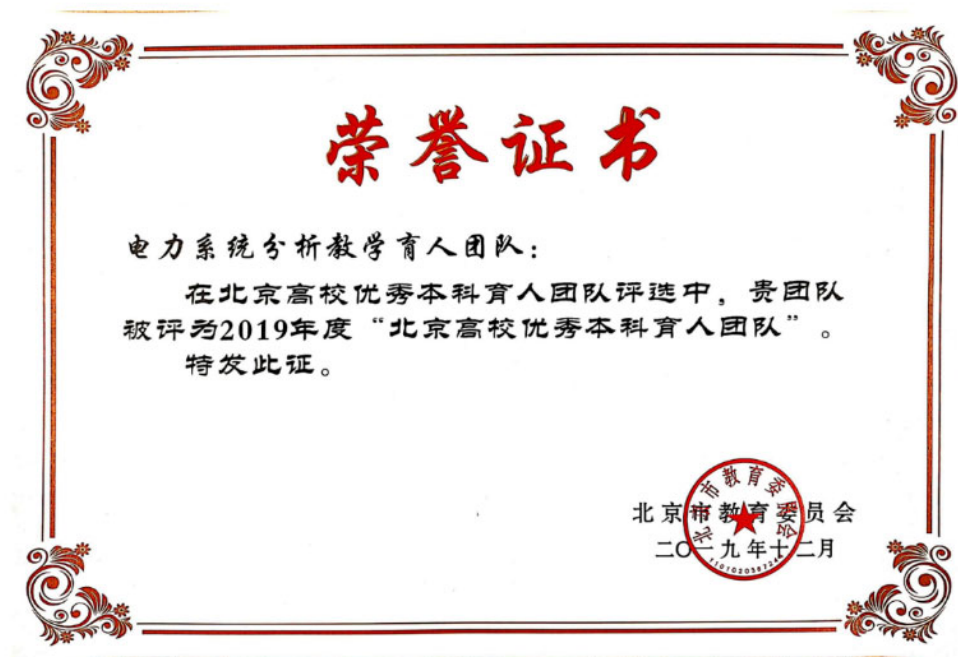 荣誉证书
电力系统分析教学育人团队：
在北京高校优秀本科育人团队评选中，贵团队
被评为2019年度“北京高校优秀本科育人团队”。
特发此证。
北京市教育委员会
二〇一九年十二月
北京市教育委员会